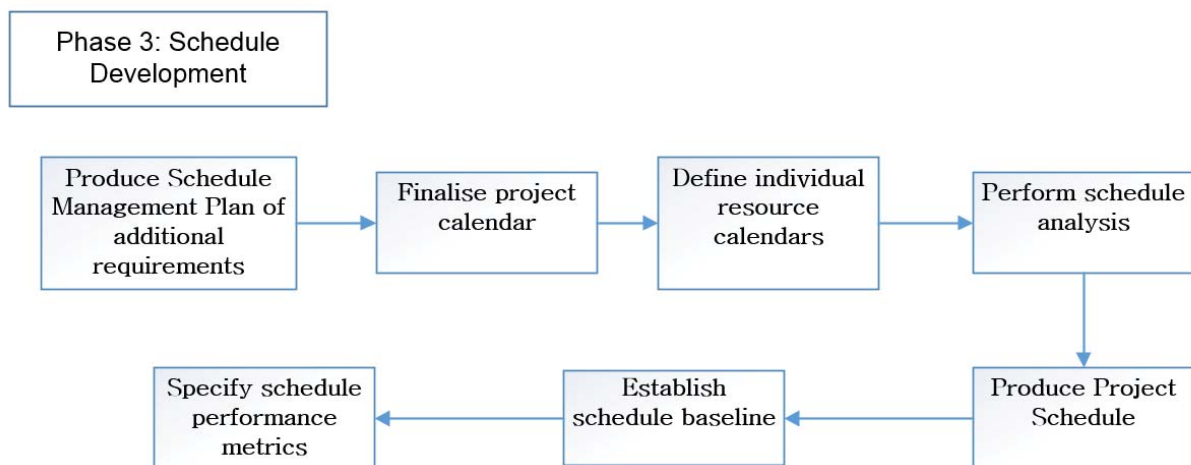 Phase 3: Schedule
Development
Produce Schedule
Management Plan of
additional
requirements
Finalise project
calendar
Define individual
resource
calendars
Perform schedule
analysis
Produce Project
Schedule
Establish
schedule baseline
Specify schedule
performance
metrics